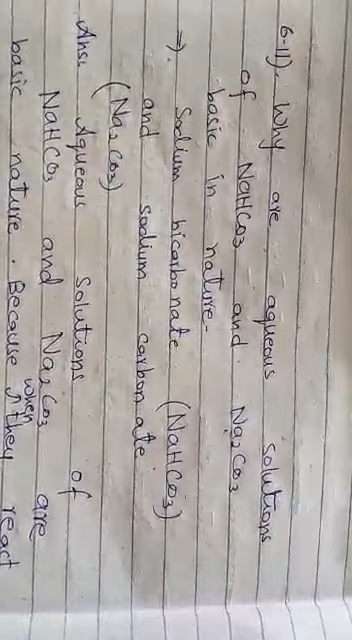 6-11). Why are aqueous solutions
of NaHCO3 and Na2CO3
basic in nature-
⇒). Sodium bicarbonate (NaHCO3)
and sodium carbonate
(Na2CO3)
Ans: Aqueous solutions of
NaHCO3 and Na2CO3 are
basic nature. Because when they react